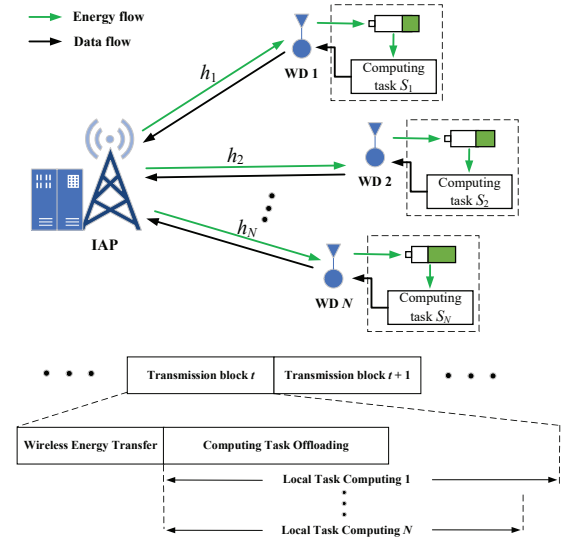 Energy flow
Data flow
h1
WD 1
Computing
task S1
h2
WD 2
Computing
task S2
IAP
hN
WD N
Computing
task SN
Transmission block t
Transmission block t + 1
Wireless Energy Transfer
Computing Task Offloading
Local Task Computing 1
Local Task Computing N